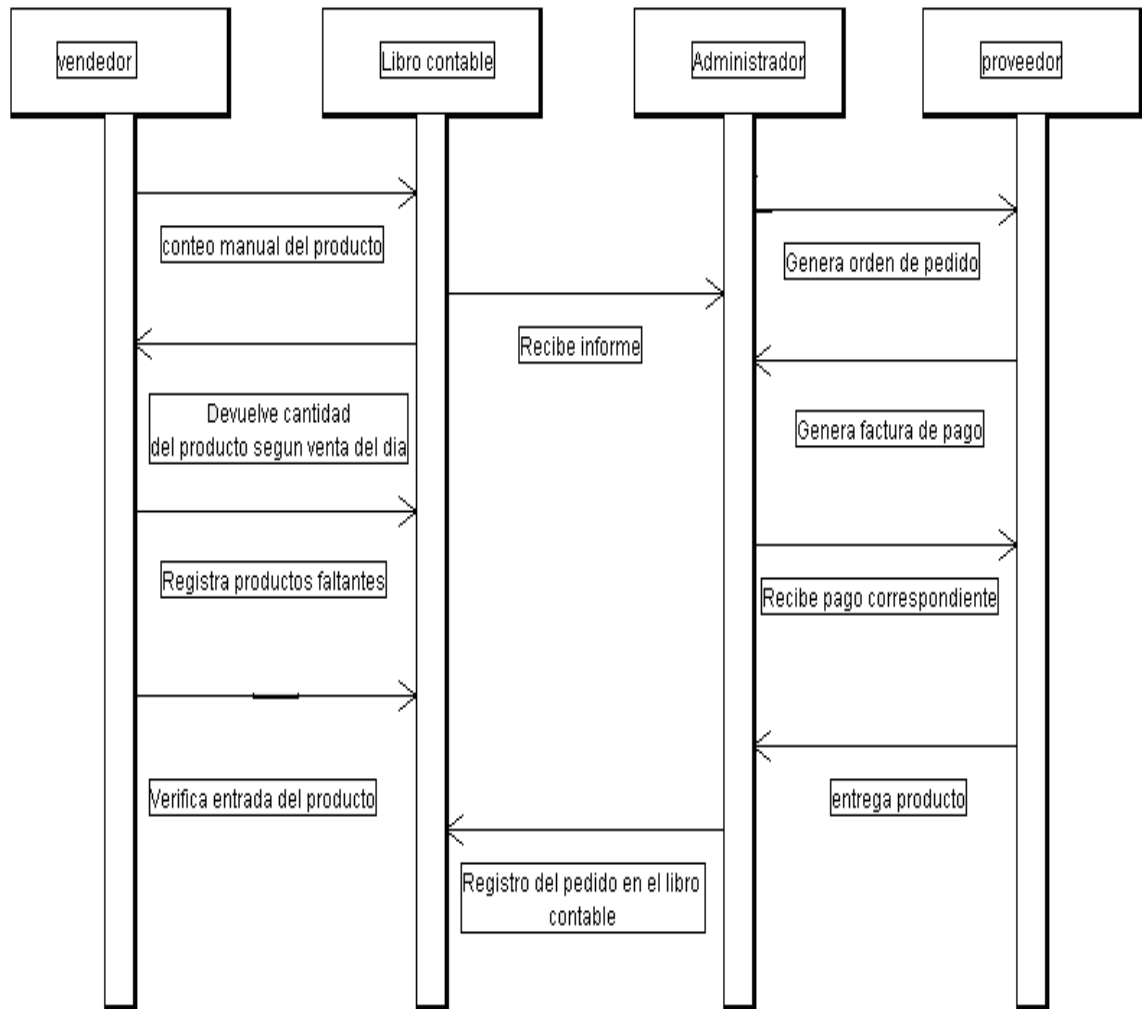 vendedor
Libro contable
Administrador
proveedor
conteo manual del producto
Genera orden de pedido
Recibe informe
Devuelve cantidad
del producto segun venta del dia
Genera factura de pago
Registra productos faltantes
Recibe pago correspondiente
Verifica entrada del producto
entrega producto
Registro del pedido en el libro
contable